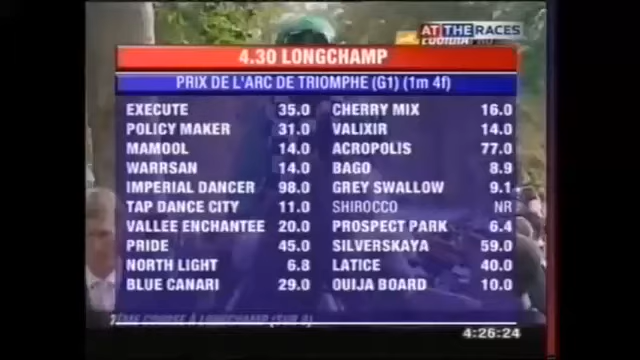 AT THE RACES
4.30 LONGCHAMP
PRIX DE L'ARC DE TRIOMPHE (G1) (1m 4f)
EXECUTE 35.0 CHERRY MIX 16.0
POLICY MAKER 31.0 VALIXIR 14.0
MAMOOL 14.0 ACROPOLIS 77.0
WARRSAN 14.0 BAGO 8.9
IMPERIAL DANCER 98.0 GREY SWALLOW 9.1
TAP DANCE CITY 11.0 SHIROCCO NR
VALLEE ENCHANTEE 20.0 PROSPECT PARK 6.4
PRIDE 45.0 SILVERSKAYA 59.0
NORTH LIGHT 6.8 LATICE 40.0
BLUE CANARI 29.0 OUIJA BOARD 10.0
7ÈME COURSE À LONGCHAMP
4:26:24